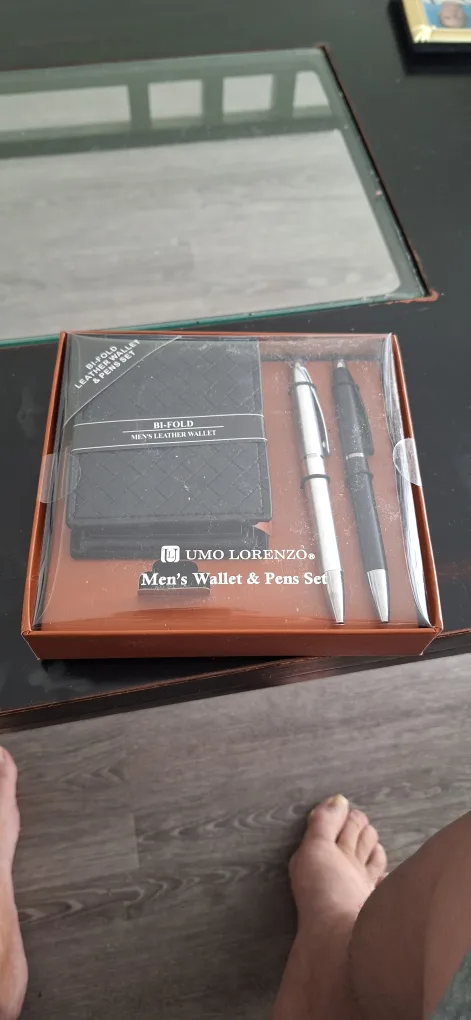 BI-FOLD
LEATHER WALLET
& PENS SET
BI-FOLD
MEN'S LEATHER WALLET
UMO LORENZO®
Men's Wallet & Pens Set